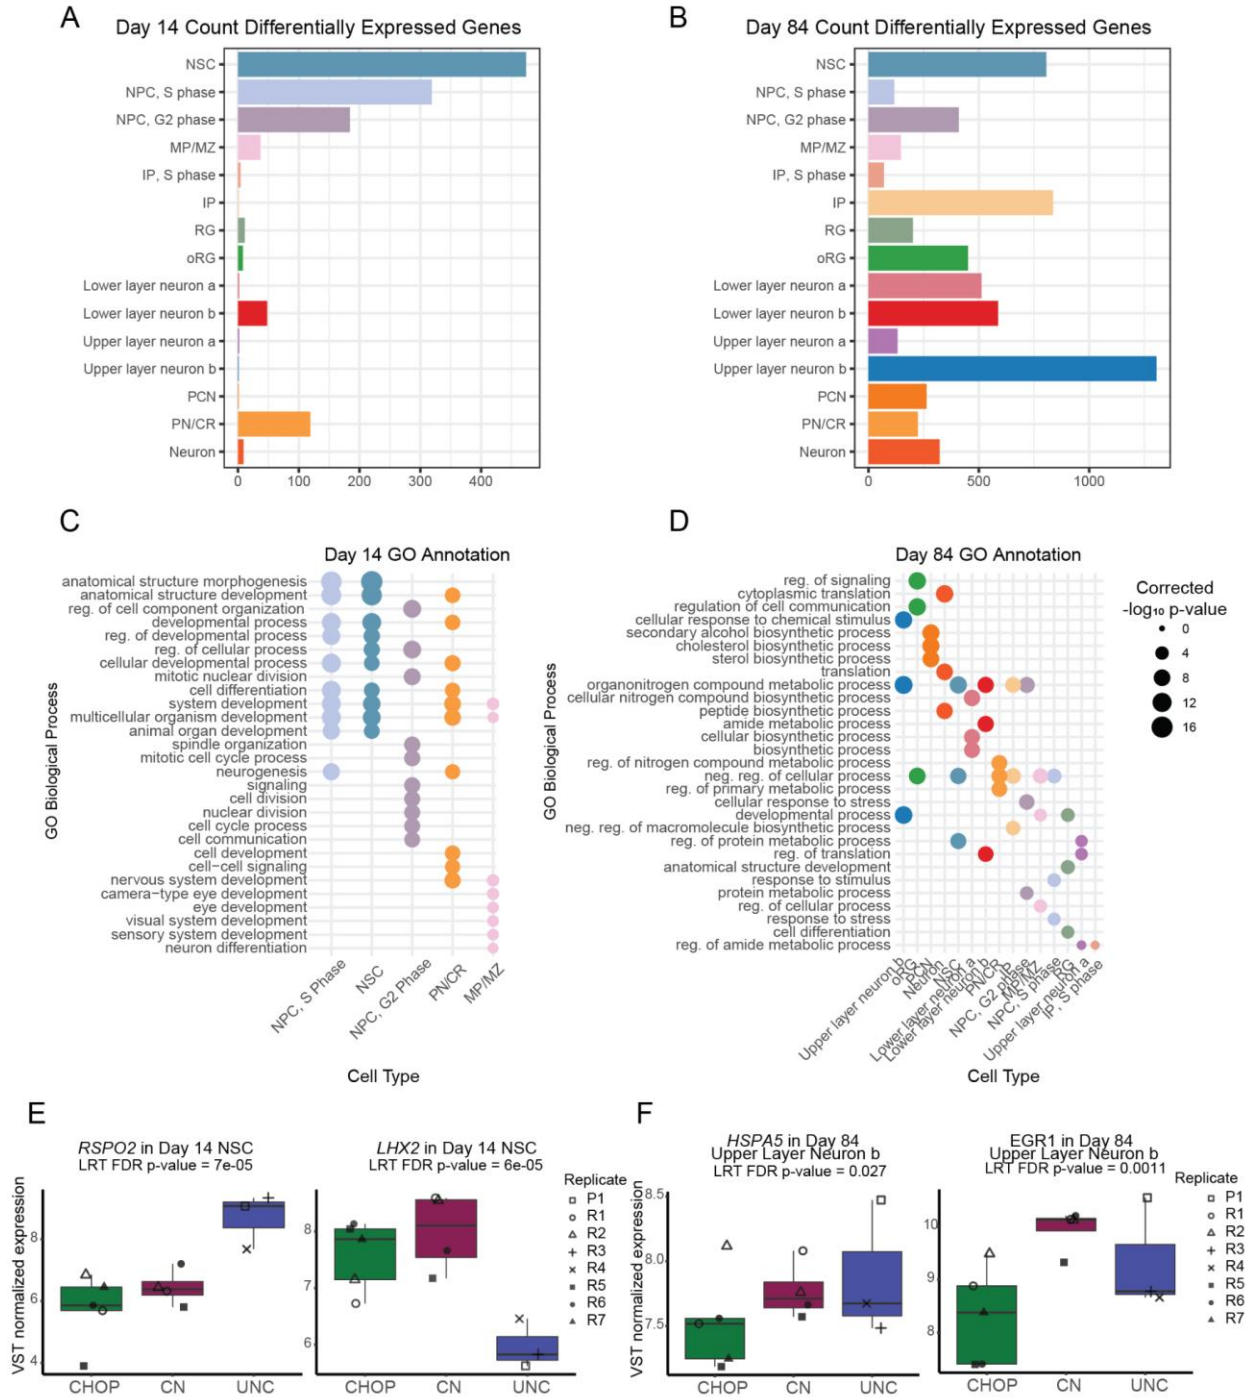 A
Day 14 Count Differentially Expressed Genes
NSC
NPC, S phase
NPC, G2 phase
MP/MZ
IP, S phase
IP
RG
oRG
Lower layer neuron a
Lower layer neuron b
Upper layer neuron a
Upper layer neuron b
PCN
PN/CR
Neuron
0 100 200 300 400
B
Day 84 Count Differentially Expressed Genes
NSC
NPC, S phase
NPC, G2 phase
MP/MZ
IP, S phase
IP
RG
oRG
Lower layer neuron a
Lower layer neuron b
Upper layer neuron a
Upper layer neuron b
PCN
PN/CR
Neuron
0 500 1000
C
Day 14 GO Annotation
GO Biological Process
anatomical structure morphogenesis
anatomical structure development
reg. of cell component organization
developmental process
reg. of developmental process
reg. of cellular process
cellular developmental process
mitotic nuclear division
cell differentiation
system development
multicellular organism development
animal organ development
spindle organization
mitotic cell cycle process
neurogenesis
signaling
cell division
nuclear division
cell cycle process
cell communication
cell development
cell−cell signaling
nervous system development
camera−type eye development
eye development
visual system development
sensory system development
neuron differentiation
NPC, S Phase
NSC
NPC, G2 Phase
PN/CR
MP/MZ
Cell Type
D
Day 84 GO Annotation
GO Biological Process
reg. of signaling
cytoplasmic translation
regulation of cell communication
cellular response to chemical stimulus
secondary alcohol biosynthetic process
cholesterol biosynthetic process
sterol biosynthetic process
translation
organonitrogen compound metabolic process
cellular nitrogen compound biosynthetic process
peptide biosynthetic process
amide metabolic process
cellular biosynthetic process
biosynthetic process
reg. of nitrogen compound metabolic process
neg. reg. of cellular process
reg. of primary metabolic process
cellular response to stress
developmental process
neg. reg. of macromolecule biosynthetic process
reg. of protein metabolic process
reg. of translation
anatomical structure development
response to stimulus
protein metabolic process
reg. of cellular process
response to stress
cell differentiation
reg. of amide metabolic process
Upper layer neuron b
oRG
PCN
Neuron
NSC
Lower layer neuron a
Lower layer neuron b
PN/CR
IP
NPC, G2 phase
MP/MZ
NPC, S phase
RG
Upper layer neuron a
IP, S phase
Cell Type
Corrected
-log₁₀ p-value
0
4
8
12
16
E
RSPO2 in Day 14 NSC
LRT FDR p-value = 7e-05
VST normalized expression
8
6
4
CHOP CN UNC
LHX2 in Day 14 NSC
LRT FDR p-value = 6e-05
8
7
6
CHOP CN UNC
Replicate
P1
R1
R2
R3
R4
R5
R6
R7
F
HSPA5 in Day 84
Upper Layer Neuron b
LRT FDR p-value = 0.027
VST normalized expression
8.5
8.0
7.5
CHOP CN UNC
EGR1 in Day 84
Upper Layer Neuron b
LRT FDR p-value = 0.0011
10
9
8
CHOP CN UNC
Replicate
P1
R1
R2
R3
R4
R5
R6
R7